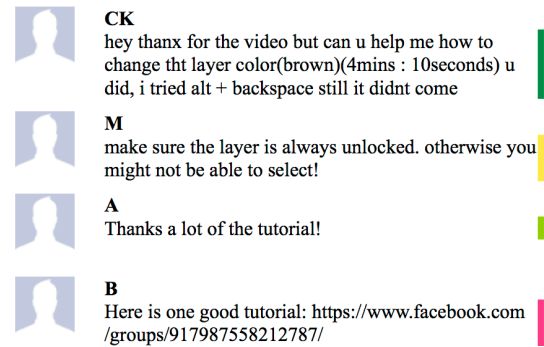 CK
hey thanx for the video but can u help me how to
change tht layer color(brown)(4mins : 10seconds) u
did, i tried alt + backspace still it didnt come
M
make sure the layer is always unlocked. otherwise you
might not be able to select!
A
Thanks a lot of the tutorial!
B
Here is one good tutorial: https://www.facebook.com
/groups/917987558212787/